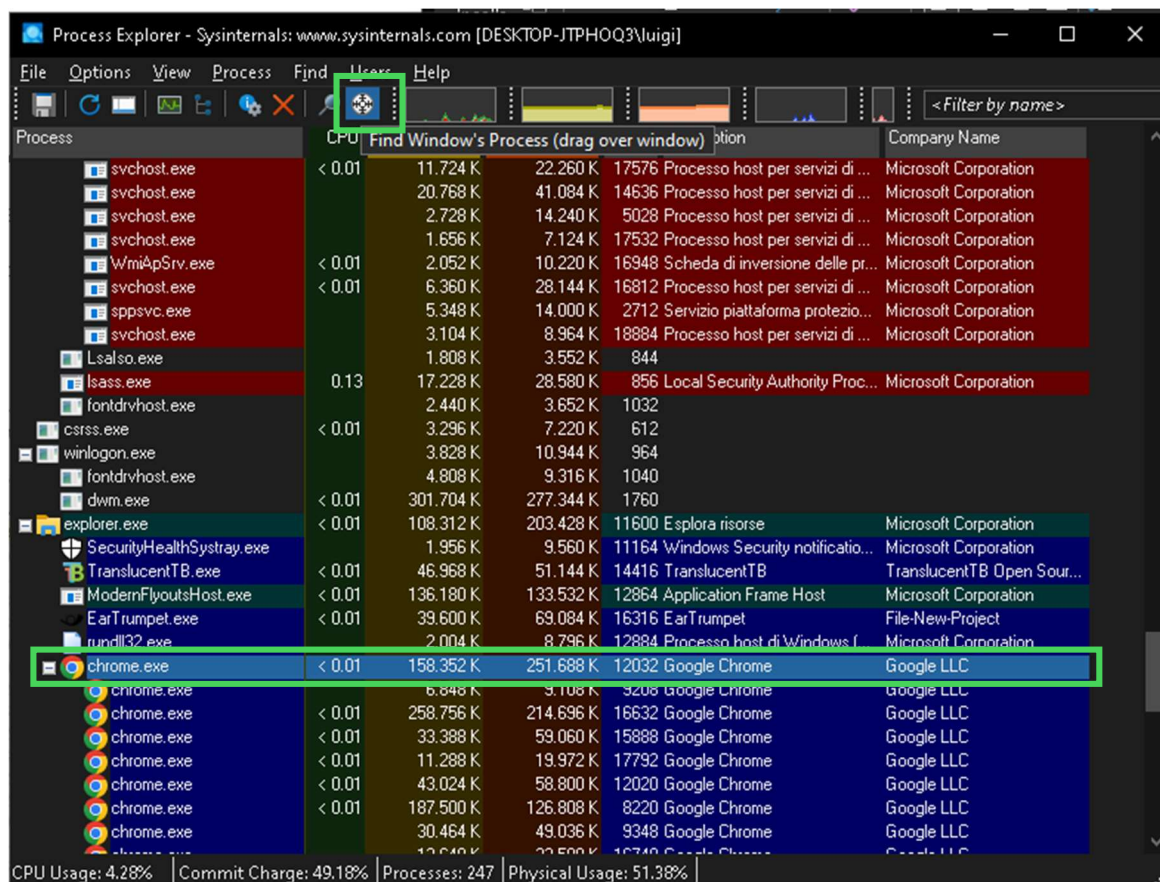 Process Explorer - Sysinternals: www.sysinternals.com [DESKTOP-JTPHOQ3\luigi]
File Options View Process Find Users Help
<Filter by name>
Process CPU Find Window's Process (drag over window) Company Name
svchost.exe < 0.01 11.724 K 22.260 K 17576 Processo host per servizi di ... Microsoft Corporation
svchost.exe 20.768 K 41.084 K 14636 Processo host per servizi di ... Microsoft Corporation
svchost.exe 2.728 K 14.240 K 5028 Processo host per servizi di ... Microsoft Corporation
svchost.exe 1.656 K 7.124 K 17532 Processo host per servizi di ... Microsoft Corporation
WmiApSrv.exe < 0.01 2.052 K 10.220 K 16948 Scheda di inversione delle pr... Microsoft Corporation
svchost.exe < 0.01 6.360 K 28.144 K 16812 Processo host per servizi di ... Microsoft Corporation
sppsvc.exe 5.348 K 14.000 K 2712 Servizio piattaforma protezio... Microsoft Corporation
svchost.exe 3.104 K 8.964 K 18884 Processo host per servizi di ... Microsoft Corporation
LsaIso.exe 1.808 K 3.552 K 844
lsass.exe 0.13 17.228 K 28.580 K 856 Local Security Authority Proc... Microsoft Corporation
fontdrvhost.exe 2.440 K 3.652 K 1032
csrss.exe < 0.01 3.296 K 7.220 K 612
winlogon.exe 3.828 K 10.944 K 964
fontdrvhost.exe 4.808 K 9.316 K 1040
dwm.exe < 0.01 301.704 K 277.344 K 1760
explorer.exe < 0.01 108.312 K 203.428 K 11600 Esplora risorse Microsoft Corporation
SecurityHealthSystray.exe 1.956 K 9.560 K 11164 Windows Security notificatio... Microsoft Corporation
TranslucentTB.exe < 0.01 46.968 K 51.144 K 14416 TranslucentTB TranslucentTB Open Sour...
ModernFlyoutsHost.exe < 0.01 136.180 K 133.532 K 12864 Application Frame Host Microsoft Corporation
EarTrumpet.exe < 0.01 39.600 K 69.084 K 16316 EarTrumpet File-New-Project
rundll32.exe 2.004 K 8.796 K 12884 Processo host di Windows (... Microsoft Corporation
chrome.exe < 0.01 158.352 K 251.688 K 12032 Google Chrome Google LLC
chrome.exe 6.848 K 9.108 K 9208 Google Chrome Google LLC
chrome.exe < 0.01 258.756 K 214.696 K 16632 Google Chrome Google LLC
chrome.exe < 0.01 33.388 K 59.060 K 15888 Google Chrome Google LLC
chrome.exe < 0.01 11.288 K 19.972 K 17792 Google Chrome Google LLC
chrome.exe < 0.01 43.024 K 58.800 K 12020 Google Chrome Google LLC
chrome.exe < 0.01 187.500 K 126.808 K 8220 Google Chrome Google LLC
chrome.exe 30.464 K 49.036 K 9348 Google Chrome Google LLC
CPU Usage: 4.28% Commit Charge: 49.18% Processes: 247 Physical Usage: 51.38%